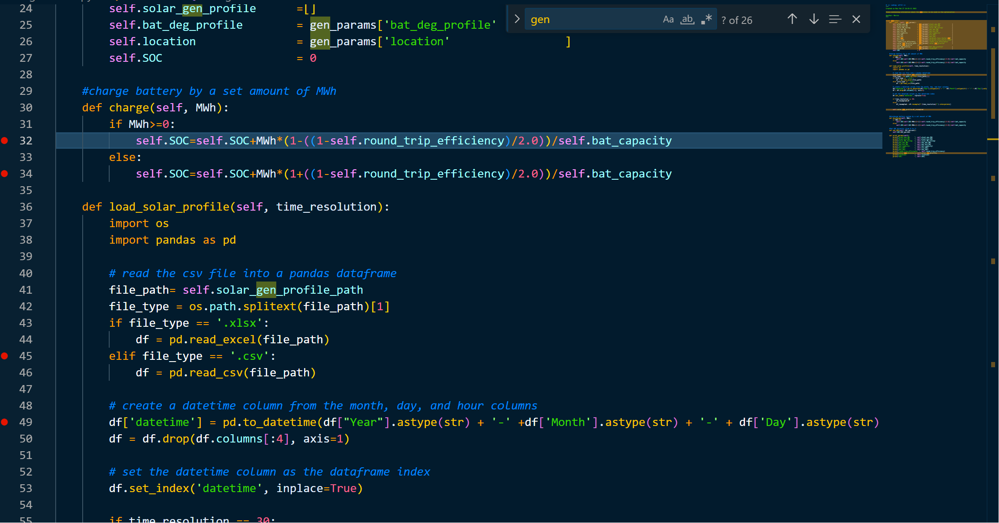 24 self.solar_gen_profile =[]
25 self.bat_deg_profile = gen_params['bat_deg_profile'
26 self.location = gen_params['location' ]
27 self.SOC = 0
28
29 #charge battery by a set amount of MWh
30 def charge(self, MWh):
31 if MWh>=0:
32 self.SOC=self.SOC+MWh*(1-((1-self.round_trip_efficiency)/2.0))/self.bat_capacity
33 else:
34 self.SOC=self.SOC+MWh*(1+((1-self.round_trip_efficiency)/2.0))/self.bat_capacity
35
36 def load_solar_profile(self, time_resolution):
37 import os
38 import pandas as pd
39
40 # read the csv file into a pandas dataframe
41 file_path= self.solar_gen_profile_path
42 file_type = os.path.splitext(file_path)[1]
43 if file_type == '.xlsx':
44 df = pd.read_excel(file_path)
45 elif file_type == '.csv':
46 df = pd.read_csv(file_path)
47
48 # create a datetime column from the month, day, and hour columns
49 df['datetime'] = pd.to_datetime(df["Year"].astype(str) + '-' +df['Month'].astype(str) + '-' + df['Day'].astype(str)
50 df = df.drop(df.columns[:4], axis=1)
51
52 # set the datetime column as the dataframe index
53 df.set_index('datetime', inplace=True)
54
55 if time_resolution == 30:
gen Aa ab .* ? of 26